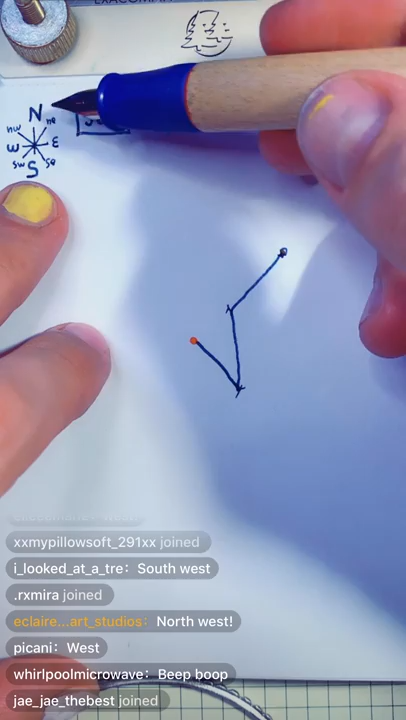 N
nw ne
W E
sw se
S
xxmypillowsoft_291xx joined
i_looked_at_a_tre: South west
.rxmira joined
eclaire...art_studios: North west!
picani: West
whirlpoolmicrowave: Beep boop
jae_jae_thebest joined